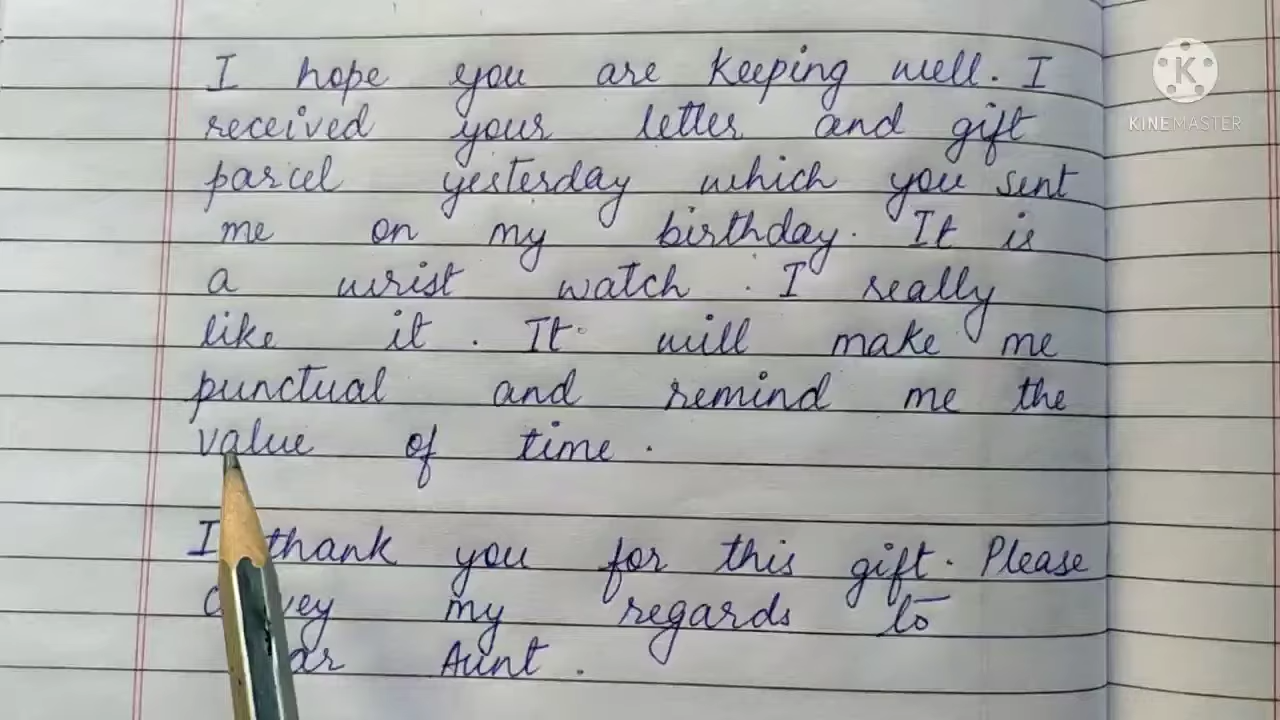 I hope you are keeping well. I
received your letter and gift
parcel yesterday which you sent
me on my birthday. It is
a wrist watch. I really
like it. It will make me
punctual and remind me the
value of time.
I thank you for this gift. Please
my regards to
Aunt.
K
KINEMASTER